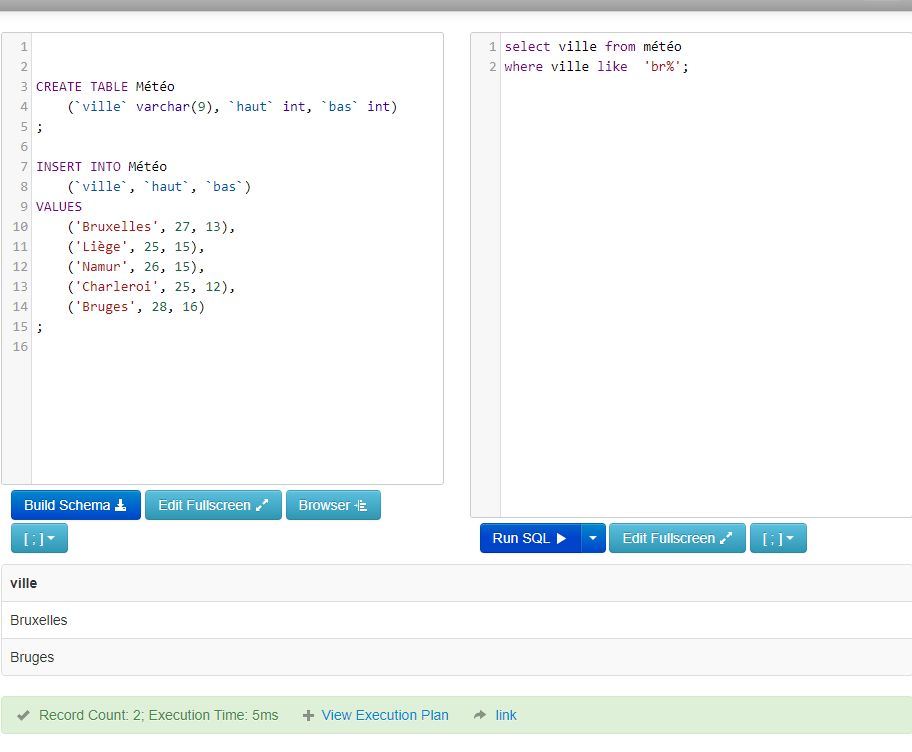 1
2
3 CREATE TABLE Météo
4 (`ville` varchar(9), `haut` int, `bas` int)
5 ;
6
7 INSERT INTO Météo
8 (`ville`, `haut`, `bas`)
9 VALUES
10 ('Bruxelles', 27, 13),
11 ('Liège', 25, 15),
12 ('Namur', 26, 15),
13 ('Charleroi', 25, 12),
14 ('Bruges', 28, 16)
15 ;
16
1 select ville from météo
2 where ville like  'br%';
Build Schema Edit Fullscreen Browser
[ ; ]
Run SQL Edit Fullscreen [ ; ]
ville
Bruxelles
Bruges
Record Count: 2; Execution Time: 5ms View Execution Plan link